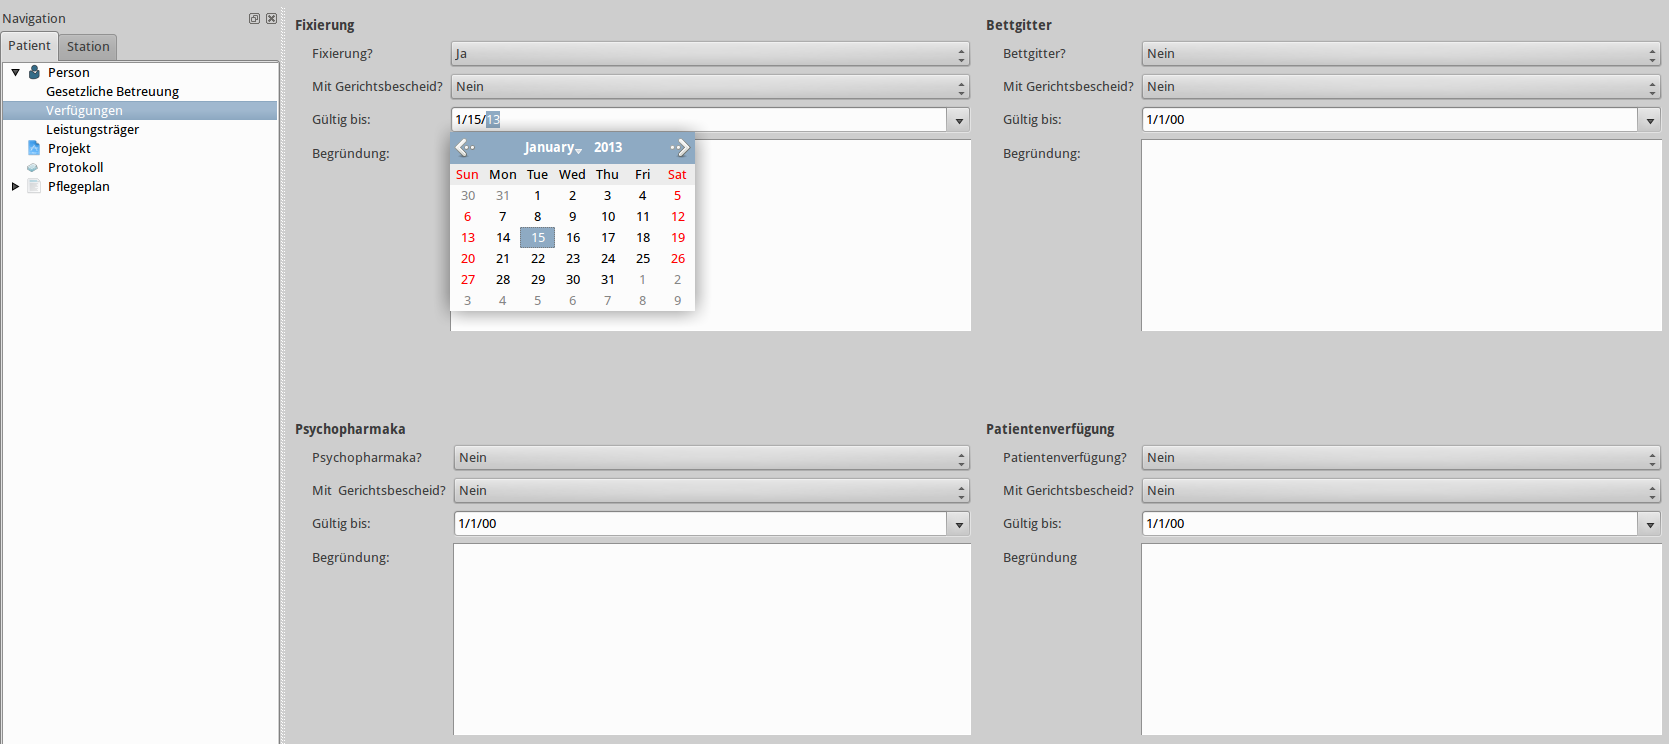 Navigation
Patient Station
Person
Gesetzliche Betreuung
Verfügungen
Leistungsträger
Projekt
Protokoll
Pflegeplan
Fixierung
Fixierung? Ja
Mit Gerichtsbescheid? Nein
Gültig bis: 1/15/13
Begründung:
January 2013
Sun Mon Tue Wed Thu Fri Sat
30 31 1 2 3 4 5
6 7 8 9 10 11 12
13 14 15 16 17 18 19
20 21 22 23 24 25 26
27 28 29 30 31 1 2
3 4 5 6 7 8 9
Bettgitter
Bettgitter? Nein
Mit Gerichtsbescheid? Nein
Gültig bis: 1/1/00
Begründung:
Psychopharmaka
Psychopharmaka? Nein
Mit Gerichtsbescheid? Nein
Gültig bis: 1/1/00
Begründung:
Patientenverfügung
Patientenverfügung? Nein
Mit Gerichtsbescheid? Nein
Gültig bis: 1/1/00
Begründung